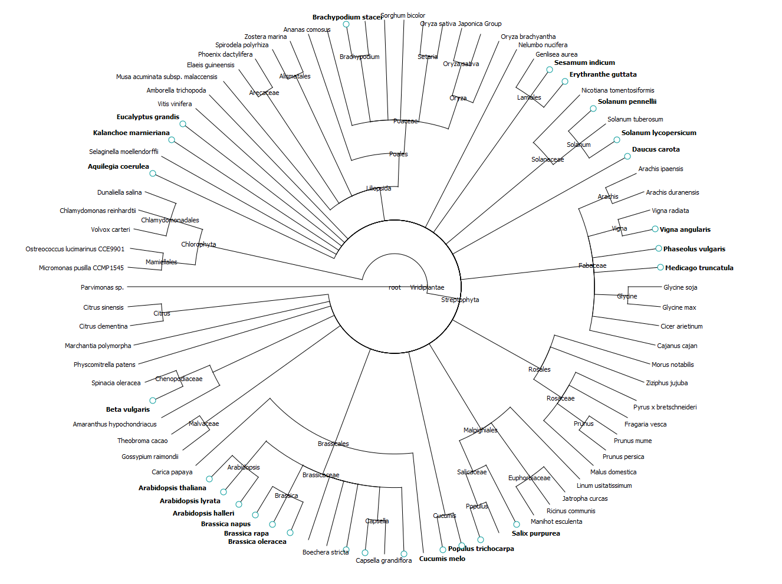 Brachypodium stacei
Sorghum bicolor
Oryza sativa Japonica Group
Ananas comosus
Oryza brachyantha
Zostera marina
Nelumbo nucifera
Spirodela polyrhiza
Genlisea aurea
Phoenix dactylifera
Brachypodium
Setaria
Sesamum indicum
Elaeis guineensis
Oryza sativa
Musa acuminata subsp. malaccensis
Alismatales
Erythranthe guttata
Amborella trichopoda
Arecaceae
Nicotiana tomentosiformis
Vitis vinifera
Oryza
Lamiales
Solanum pennellii
Eucalyptus grandis
Poaceae
Solanum tuberosum
Kalanchoe marnieriana
Solanum lycopersicum
Selaginella moellendorffii
Poales
Solanum
Daucus carota
Aquilegia coerulea
Solanaceae
Arachis ipaensis
Dunaliella salina
Liliopsida
Arachis
Arachis duranensis
Chlamydomonas reinhardtii
Chlamydomonadales
Vigna radiata
Volvox carteri
Vigna
Vigna angularis
Ostreococcus lucimarinus CCE9901
Chlorophyta
Phaseolus vulgaris
Micromonas pusilla CCMP1545
Mamiellales
Fabaceae
Medicago truncatula
Parvimonas sp.
root
Viridiplantae
Glycine soja
Streptophyta
Glycine
Citrus sinensis
Citrus
Glycine max
Citrus clementina
Cicer arietinum
Marchantia polymorpha
Cajanus cajan
Physcomitrella patens
Morus notabilis
Spinacia oleracea
Chenopodiaceae
Rosales
Ziziphus jujuba
Beta vulgaris
Rosaceae
Pyrus x bretschneideri
Amaranthus hypochondriacus
Malvaceae
Prunus
Fragaria vesca
Theobroma cacao
Malpighiales
Prunus mume
Gossypium raimondii
Brassicales
Prunus persica
Carica papaya
Arabidopsis
Brassicaceae
Salicaceae
Euphorbiaceae
Malus domestica
Arabidopsis thaliana
Linum usitatissimum
Arabidopsis lyrata
Brassica
Populus
Jatropha curcas
Arabidopsis halleri
Capsella
Cucumis
Ricinus communis
Brassica napus
Manihot esculenta
Brassica rapa
Salix purpurea
Brassica oleracea
Boechera stricta
Populus trichocarpa
Capsella grandiflora
Cucumis melo